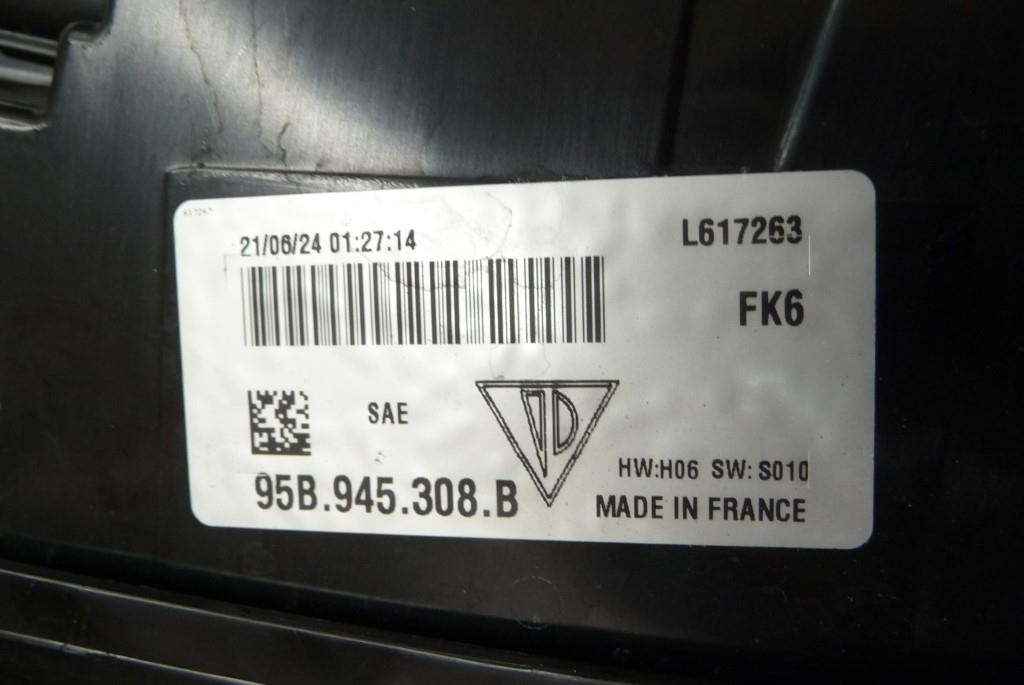 21/06/24 01:27:14
L617263
FK6
SAE
HW:H06 SW: S010
95B.945.308.B
MADE IN FRANCE